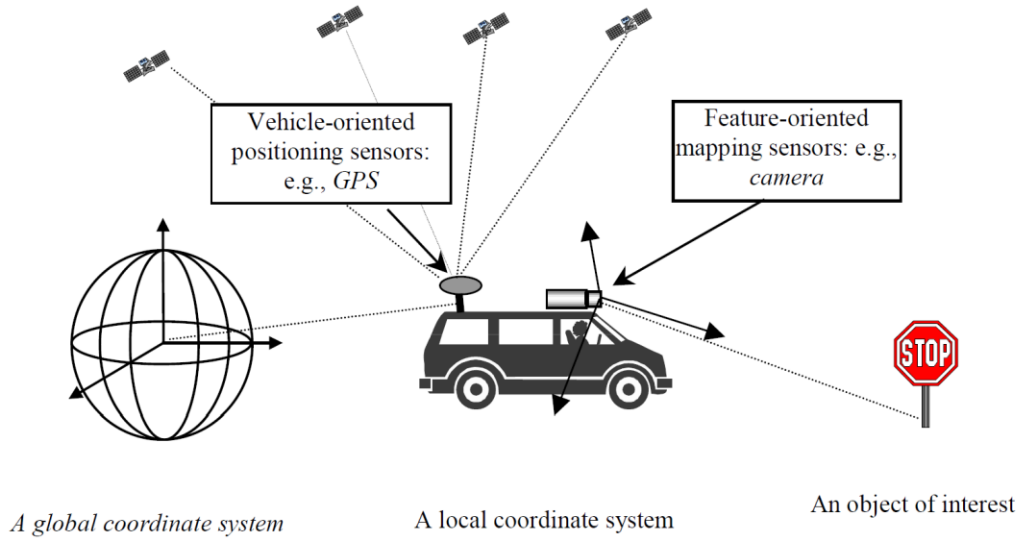 Vehicle-oriented
positioning sensors:
e.g., GPS
Feature-oriented
mapping sensors: e.g.,
camera
STOP
A global coordinate system
A local coordinate system
An object of interest